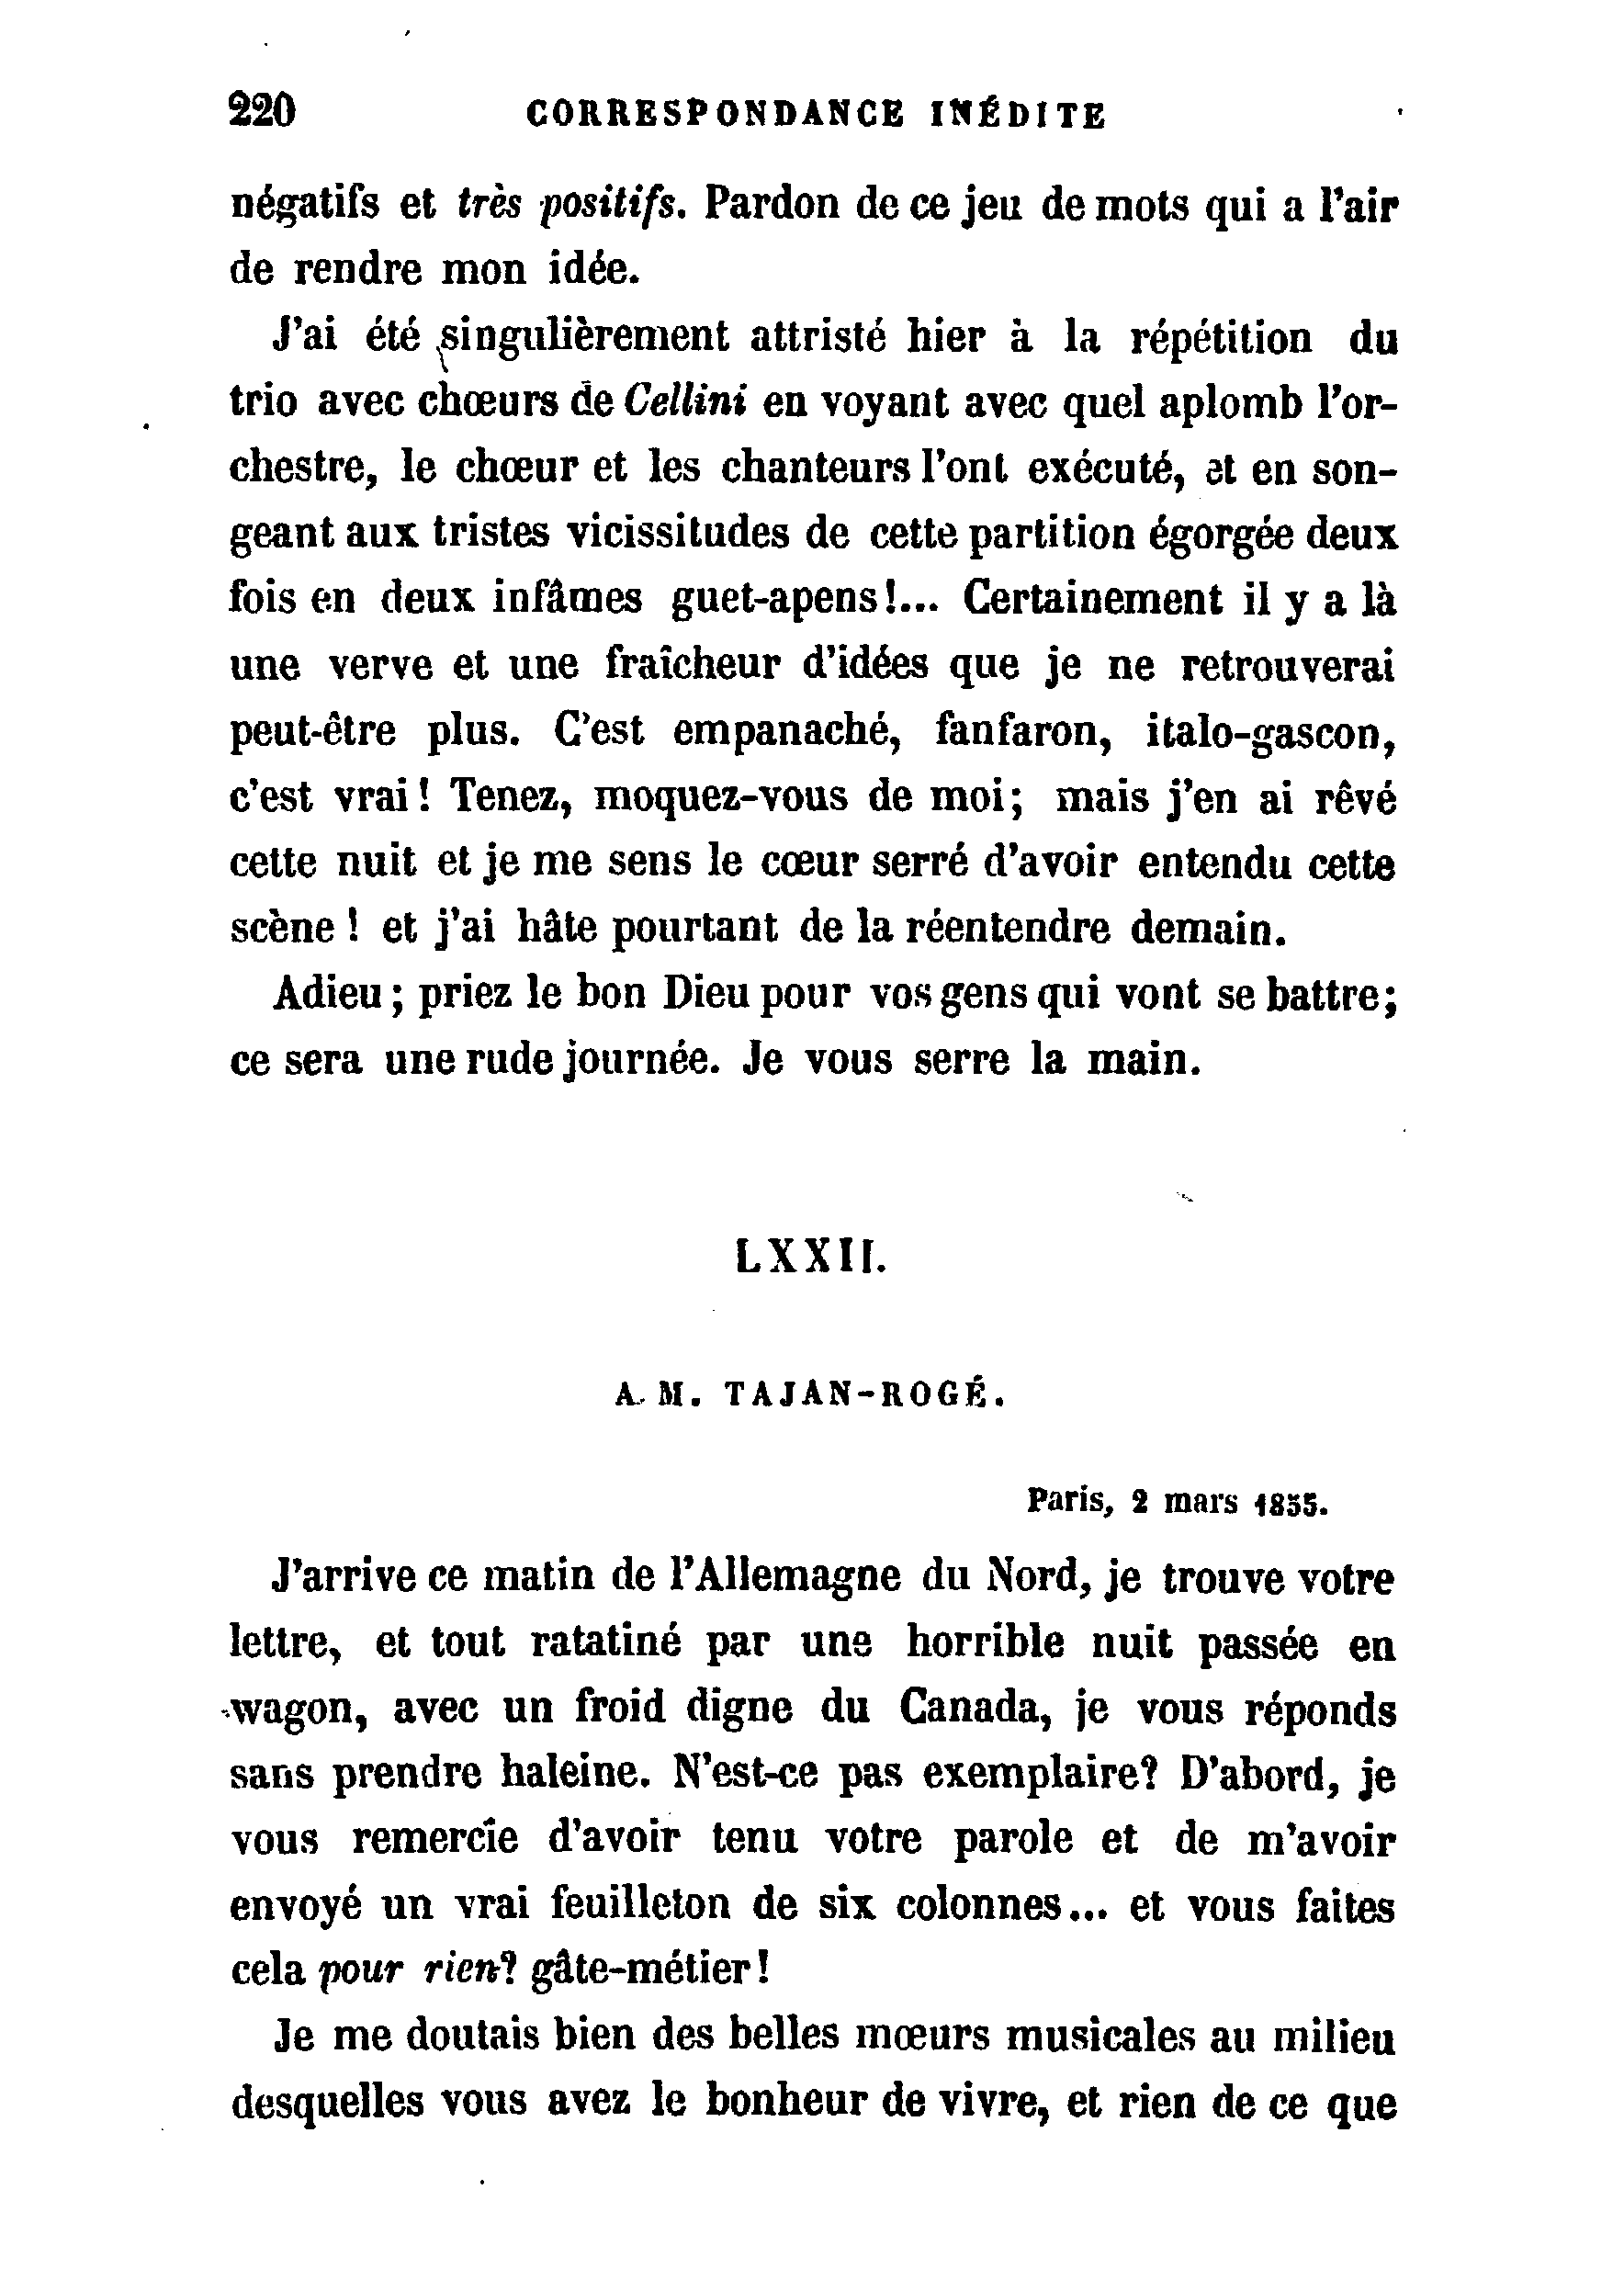 220 CORRESPONDANCE INÉDITE
négatifs et très positifs. Pardon de ce jeu de mots qui a l'air
de rendre mon idée.
J'ai été singulièrement attristé hier à la répétition du
trio avec chœurs de Cellini en voyant avec quel aplomb l'or-
chestre, le chœur et les chanteurs l'ont exécuté, et en son-
geant aux tristes vicissitudes de cette partition égorgée deux
fois en deux infâmes guet-apens!... Certainement il y a là
une verve et une fraîcheur d'idées que je ne retrouverai
peut-être plus. C'est empanaché, fanfaron, italo-gascon,
c'est vrai! Tenez, moquez-vous de moi; mais j'en ai rêvé
cette nuit et je me sens le cœur serré d'avoir entendu cette
scène! et j'ai hâte pourtant de la réentendre demain.
Adieu; priez le bon Dieu pour vos gens qui vont se battre;
ce sera une rude journée. Je vous serre la main.
LXXII.
A. M. TAJAN-ROGÉ.
Paris, 2 mars 1855.
J'arrive ce matin de l'Allemagne du Nord, je trouve votre
lettre, et tout ratatiné par une horrible nuit passée en
wagon, avec un froid digne du Canada, je vous réponds
sans prendre haleine. N'est-ce pas exemplaire? D'abord, je
vous remercie d'avoir tenu votre parole et de m'avoir
envoyé un vrai feuilleton de six colonnes... et vous faites
cela pour rien? gâte-métier!
Je me doutais bien des belles mœurs musicales au milieu
desquelles vous avez le bonheur de vivre, et rien de ce que